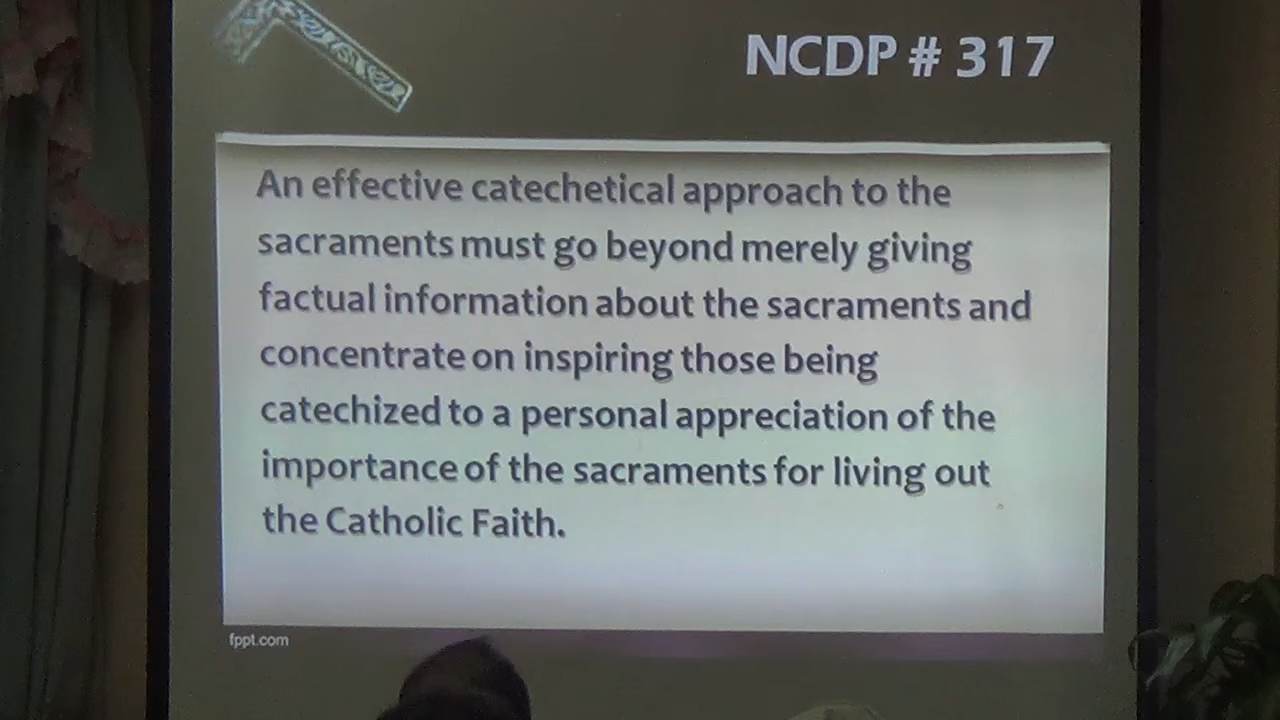 NCDP # 317
An effective catechetical approach to the
sacraments must go beyond merely giving
factual information about the sacraments and
concentrate on inspiring those being
catechized to a personal appreciation of the
importance of the sacraments for living out
the Catholic Faith.
fppt.com